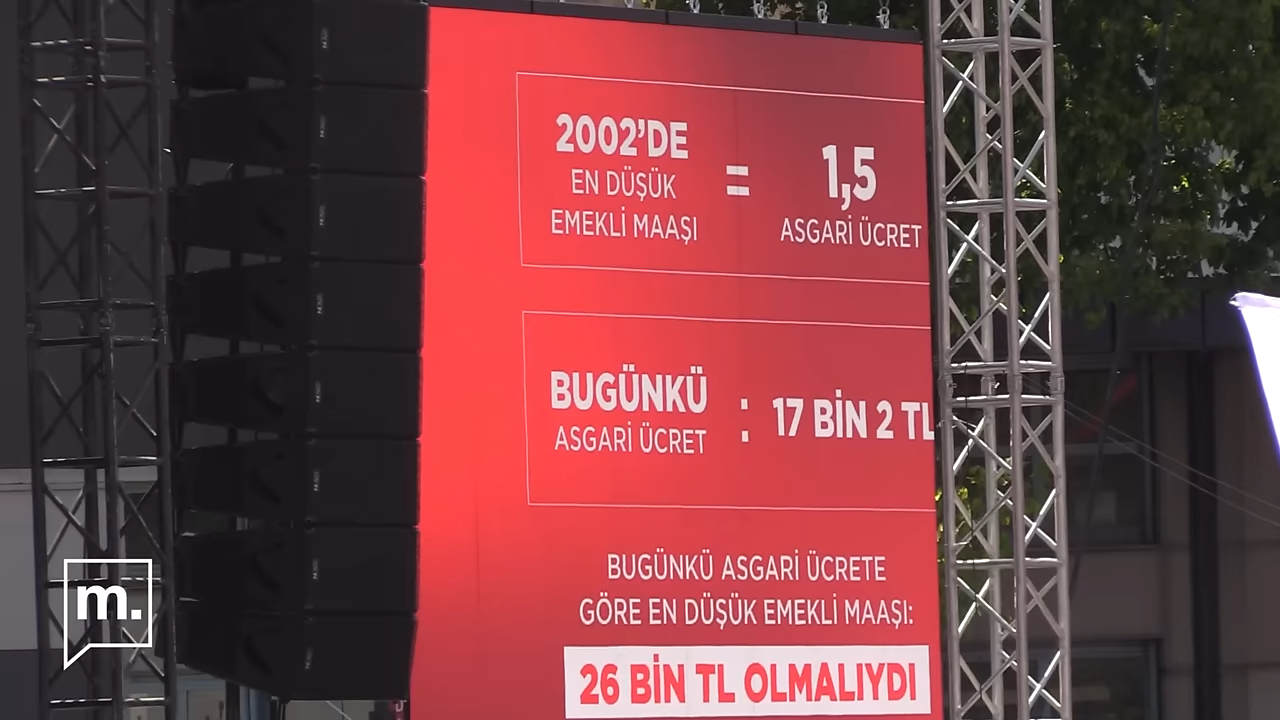 2002'DE
EN DÜŞÜK
EMEKLİ MAAŞI
=
1,5
ASGARİ ÜCRET
BUGÜNKÜ
ASGARİ ÜCRET
:
17 BİN 2 TL
BUGÜNKÜ ASGARİ ÜCRETE
GÖRE EN DÜŞÜK EMEKLİ MAAŞI:
26 BİN TL OLMALIYDI
m.